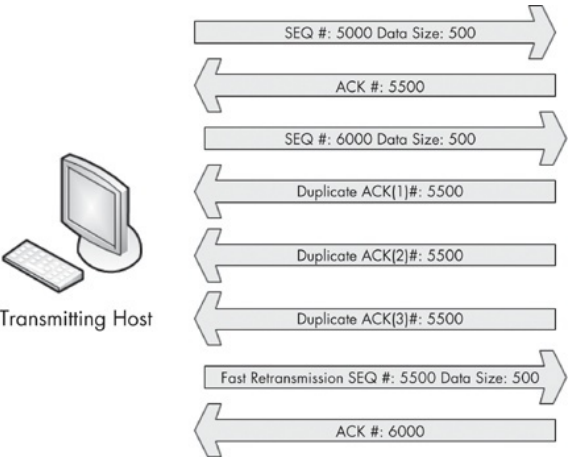 SEQ #: 5000 Data Size: 500
ACK #: 5500
SEQ #: 6000 Data Size: 500
Duplicate ACK(1)#: 5500
Duplicate ACK(2)#: 5500
Transmitting Host
Duplicate ACK(3)#: 5500
Fast Retransmission SEQ #: 5500 Data Size: 500
ACK #: 6000